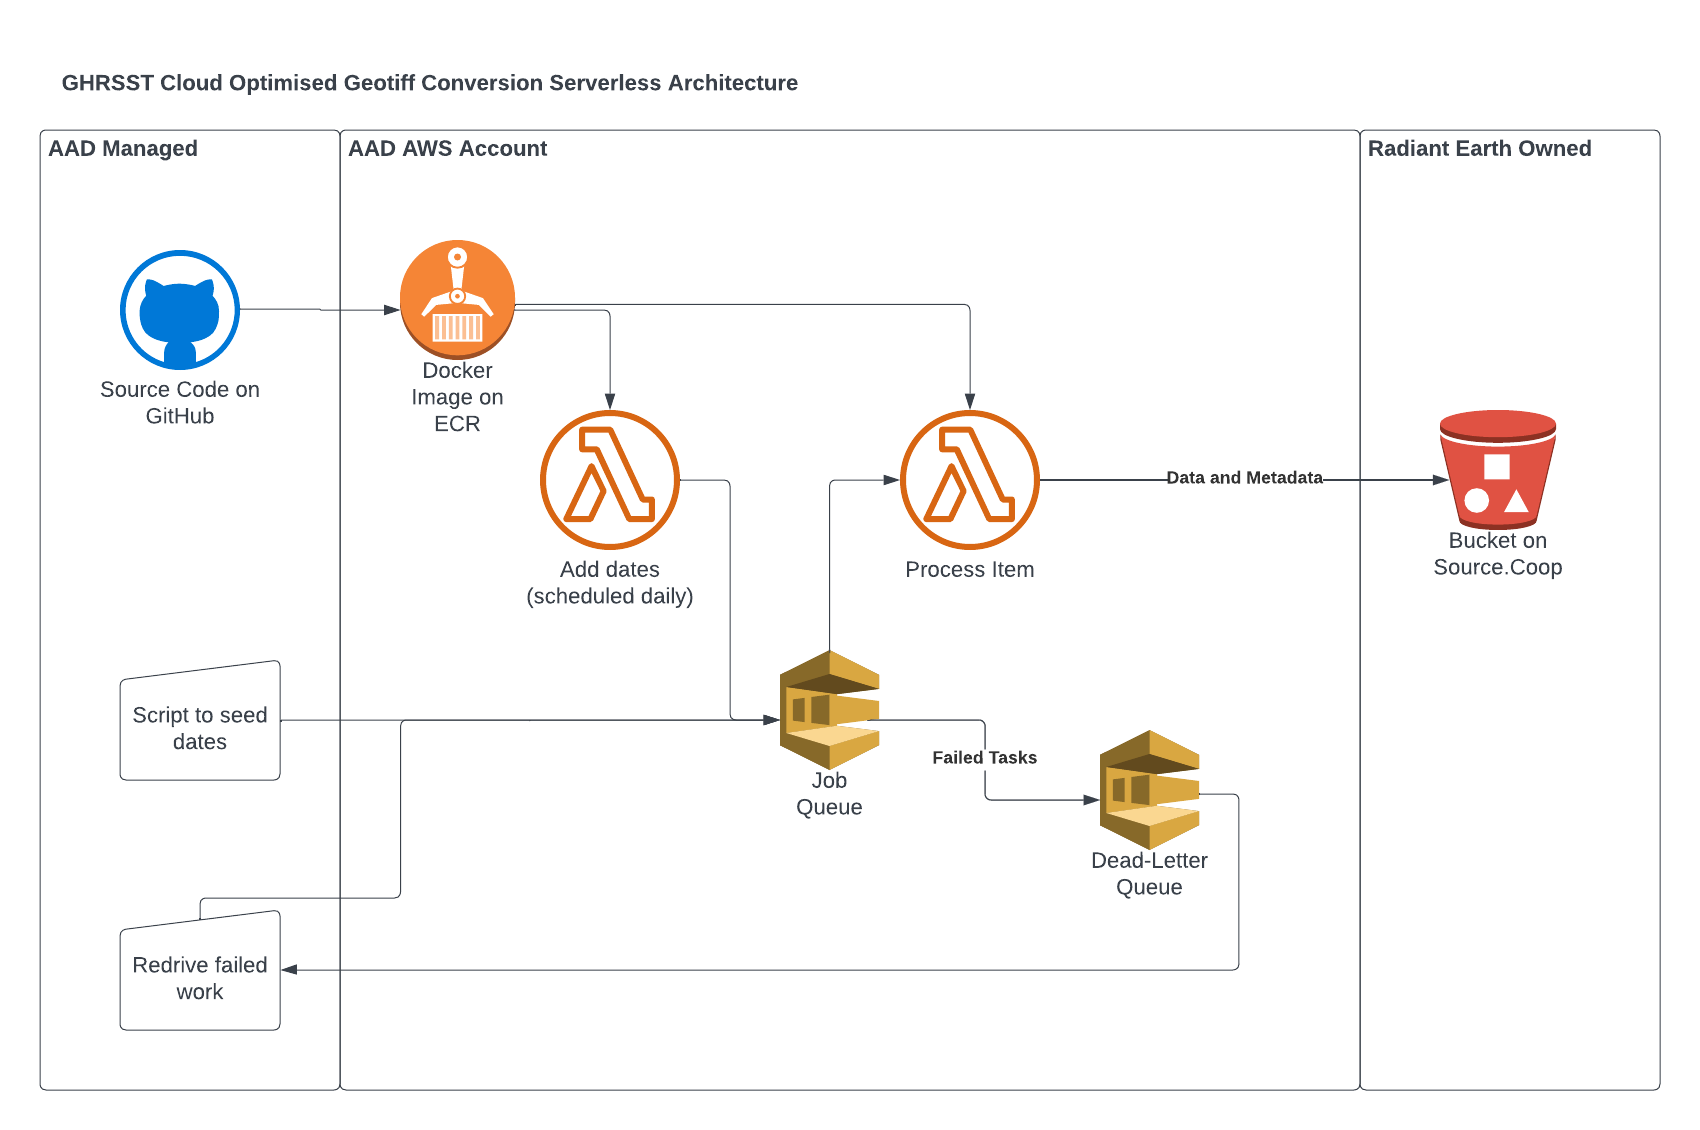 GHRSST Cloud Optimised Geotiff Conversion Serverless Architecture
AAD Managed
AAD AWS Account
Radiant Earth Owned
Source Code on
GitHub
Docker
Image on
ECR
Add dates
(scheduled daily)
Process Item
Data and Metadata
Bucket on
Source.Coop
Script to seed
dates
Job
Queue
Failed Tasks
Dead-Letter
Queue
Redrive failed
work